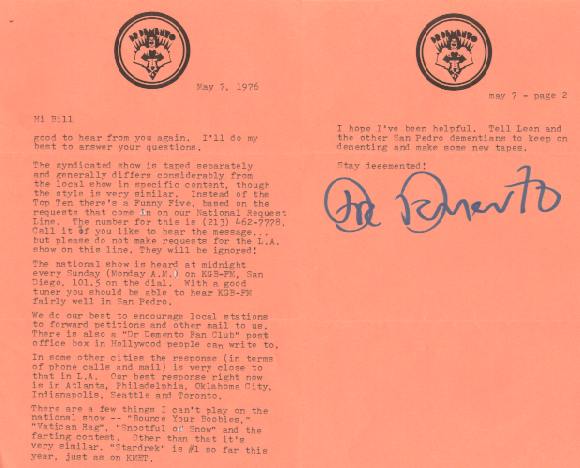 DR DEMENTO
May 7, 1976
Hi Bill
good to hear from you again. I'll do my
best to answer your questions.
The syndicated show is taped separately
and generally differs considerably from
the local show in specific content, though
the style is very similar. Instead of the
Top Ten there's a Funny Five, based on the
requests that come in on our National Request
Line. The number for this is (213) 462-7778.
Call it if you like to hear the message...
but please do not make requests for the L.A.
show on this line. They will be ignored!
The national show is heard at midnight
every Sunday (Monday A.M.) on KGB-FM, San
Diego, 101.5 on the dial. With a good
tuner you should be able to hear KGB-FM
fairly well in San Pedro.
We do our best to encourage local stations
to forward petitions and other mail to us.
There is also a "Dr Demento Fan Club" post
office box in Hollywood people can write to.
In some other cities the response (in terms
of phone calls and mail) is very close to
that in L.A. Our best response right now
is in Atlanta, Philadelphia, Oklahoma City,
Indianapolis, Seattle and Toronto.
There are a few things I can't play on the
national show -- "Bounce Your Boobies,"
"Vatican Rag", "Snootful of Snow" and the
farting contest. Other than that it's
very similar. "Stardrek" is #1 so far this
year, just as on KMET.
DR DEMENTO
may 7 - page 2
I hope I've been helpful. Tell Leon and
the other San Pedro dementians to keep on
dementing and make some new tapes.
Stay deeemented!
Dr Demento